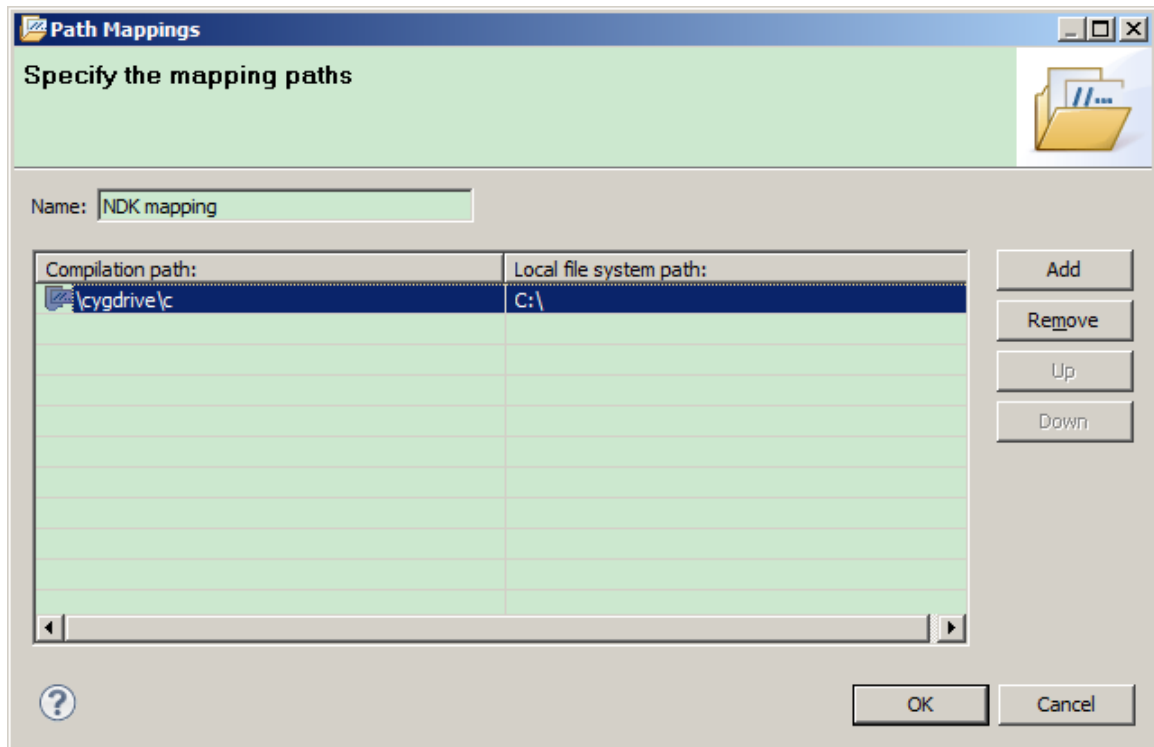 Path Mappings
Specify the mapping paths
//...
Name: NDK mapping
Compilation path: Local file system path:
\cygdrive\c C:\
Add
Remove
Up
Down
?
OK Cancel